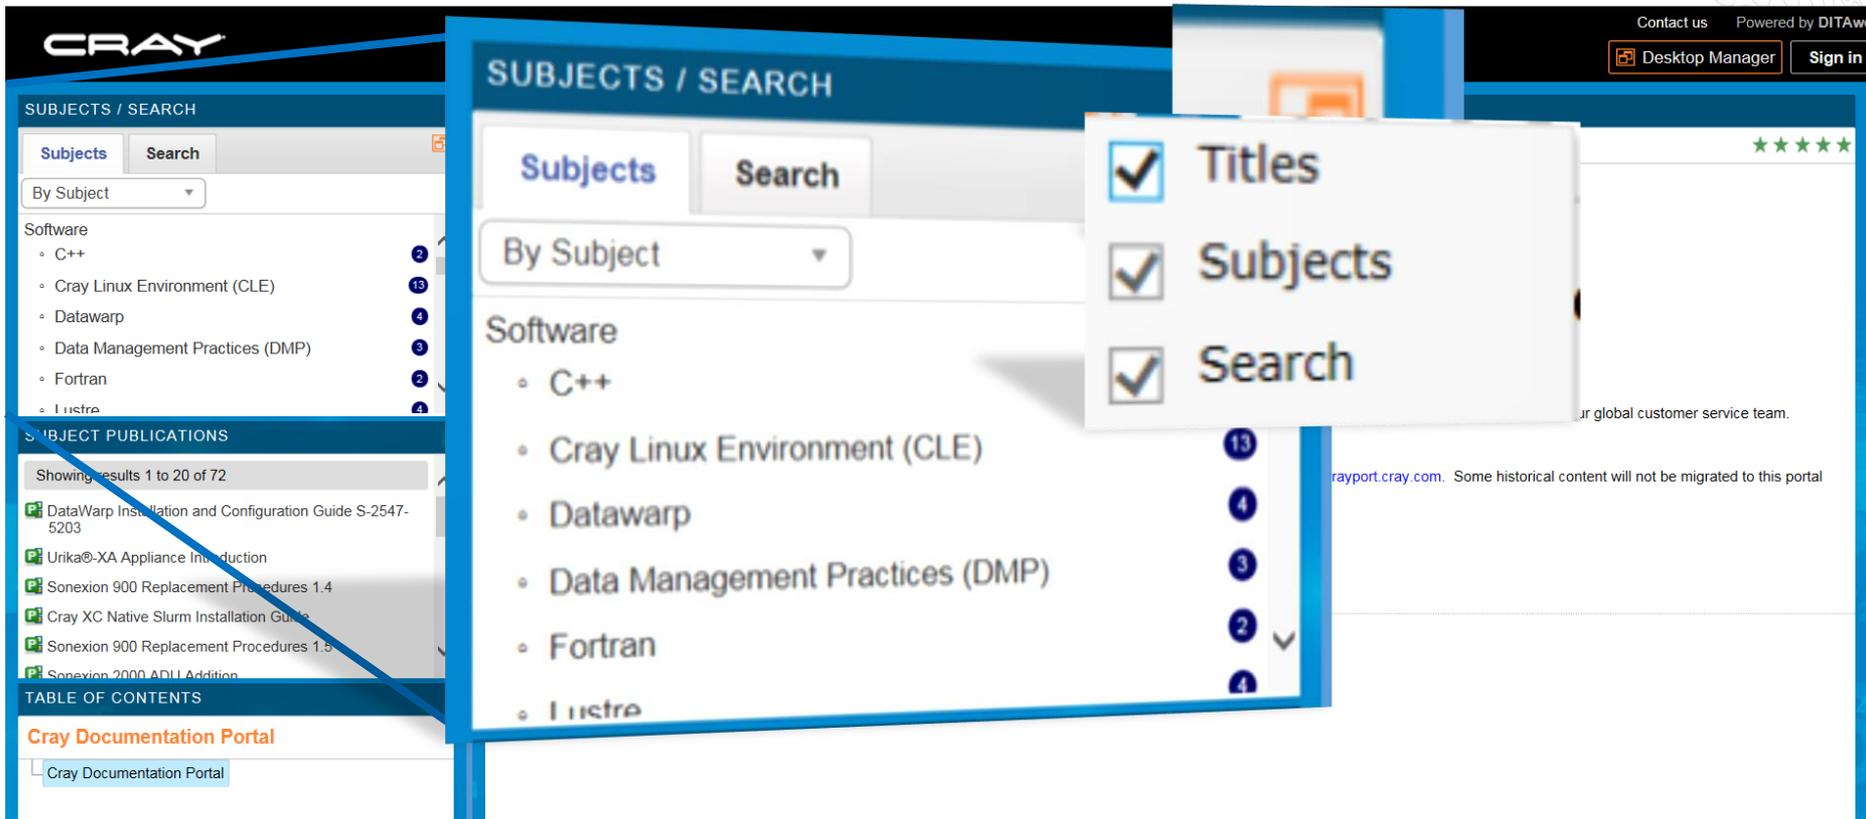 CRAY
Contact us Powered by
Desktop Manager Sign in
SUBJECTS / SEARCH
Subjects Search
By Subject
Software
C++ 2
Cray Linux Environment (CLE) 13
Datawarp 4
Data Management Practices (DMP) 3
Fortran 2
Lustre 4
SUBJECT PUBLICATIONS
Showing results 1 to 20 of 72
DataWarp Installation and Configuration Guide S-2547-
5203
Urika®-XA Appliance Introduction
Sonexion 900 Replacement Procedures 1.4
Cray XC Native Slurm Installation Guide
Sonexion 900 Replacement Procedures 1.5
Sonexion 2000 ADU Addition
TABLE OF CONTENTS
Cray Documentation Portal
Cray Documentation Portal
SUBJECTS / SEARCH
Subjects Search
By Subject
Software
C++
Cray Linux Environment (CLE) 13
Datawarp 4
Data Management Practices (DMP) 3
Fortran 2
Lustre 4
Titles
Subjects
Search
global customer service team.
rayport.cray.com. Some historical content will not be migrated to this portal